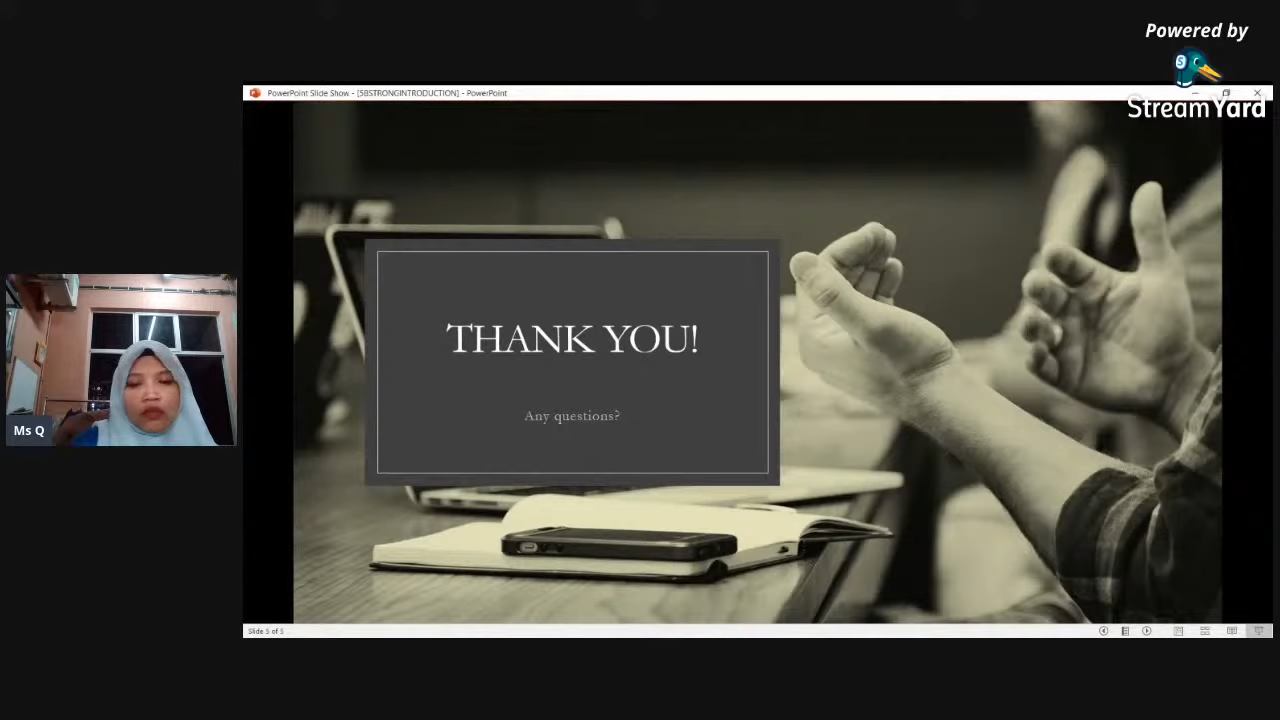 Powered by
StreamYard
PowerPoint Slide Show - [5BSTRONGINTRODUCTION] - PowerPoint
THANK YOU!
Any questions?
Ms Q
Slide 5 of 5